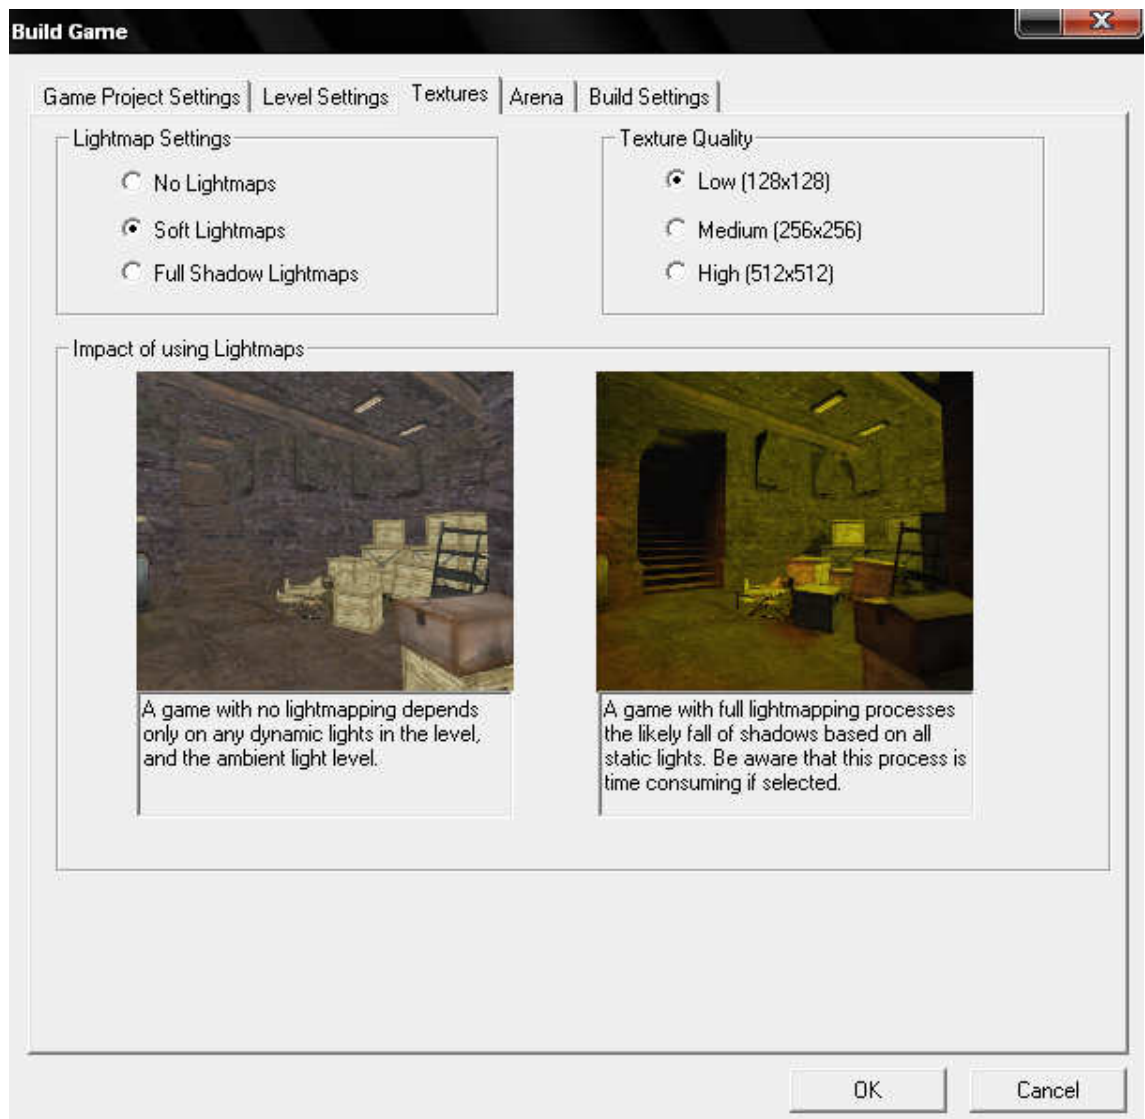 Build Game
Game Project Settings
Level Settings
Textures
Arena
Build Settings
Lightmap Settings
No Lightmaps
Soft Lightmaps
Full Shadow Lightmaps
Texture Quality
Low (128x128)
Medium (256x256)
High (512x512)
Impact of using Lightmaps
A game with no lightmapping depends
only on any dynamic lights in the level,
and the ambient light level.
A game with full lightmapping processes
the likely fall of shadows based on all
static lights. Be aware that this process is
time consuming if selected.
OK
Cancel